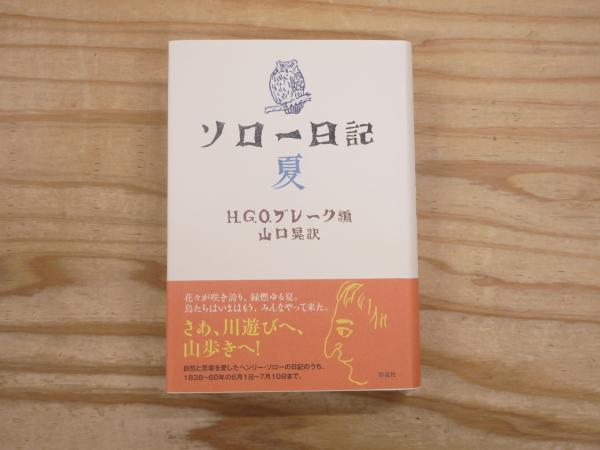 ソロー日記
夏
H.G.O.ブレーク編
山口晃訳
花々が咲き誇り、緑燃ゆる夏。
鳥たちはいまはもう、みんなやって来た。
さあ、川遊びへ、
山歩きへ!
自然と思索を愛したヘンリー・ソローの日記のうち、
1838〜60年の6月1日〜7月10日まで。
彩流社